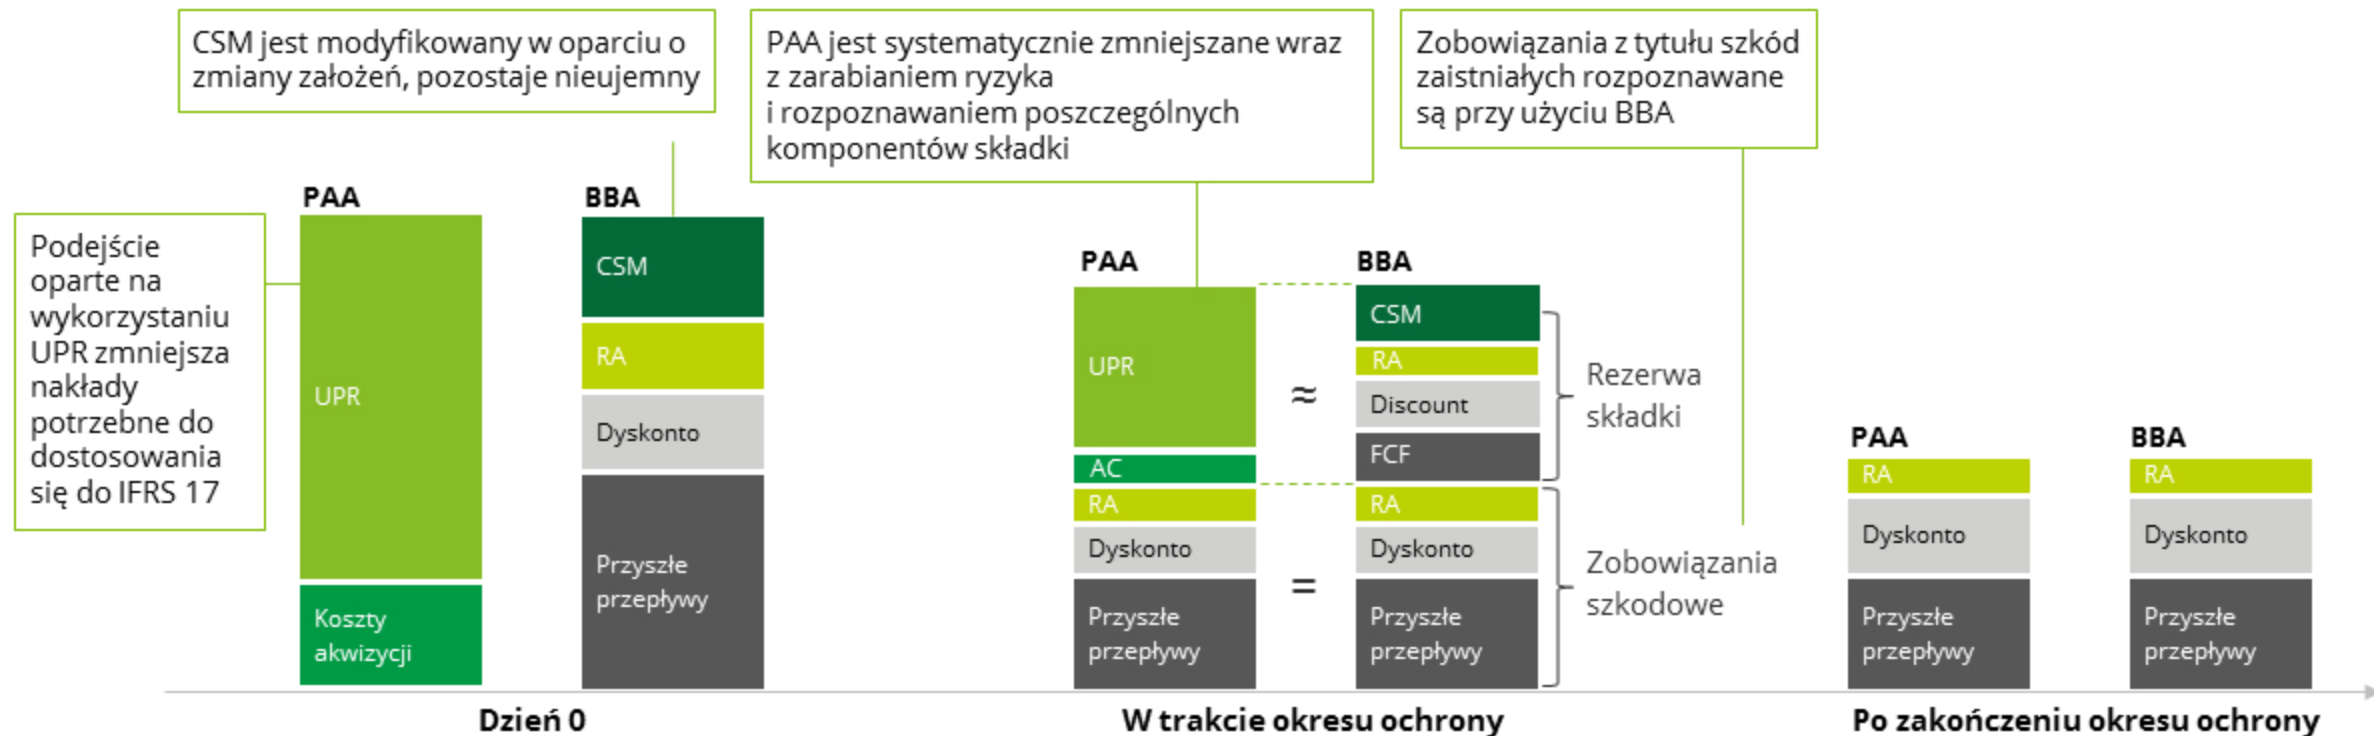 CSM jest modyfikowany w oparciu o
zmiany założeń, pozostaje nieujemny
PAA jest systematycznie zmniejszane wraz
z zarabianiem ryzyka
i rozpoznawaniem poszczególnych
komponentów składki
Zobowiązania z tytułu szkód
zaistniałych rozpoznawane
są przy użyciu BBA
Podejście
oparte na
wykorzystaniu
UPR zmniejsza
nakłady
potrzebne do
dostosowania
się do IFRS 17
PAA
UPR
Koszty
akwizycji
BBA
CSM
RA
Dyskonto
Przyszłe
przepływy
Dzień 0
PAA
UPR
AC
RA
Dyskonto
Przyszłe
przepływy
≈
=
BBA
CSM
RA
Discount
FCF
RA
Dyskonto
Przyszłe
przepływy
Rezerwa
składki
Zobowiązania
szkodowe
W trakcie okresu ochrony
PAA
RA
Dyskonto
Przyszłe
przepływy
BBA
RA
Dyskonto
Przyszłe
przepływy
Po zakończeniu okresu ochrony